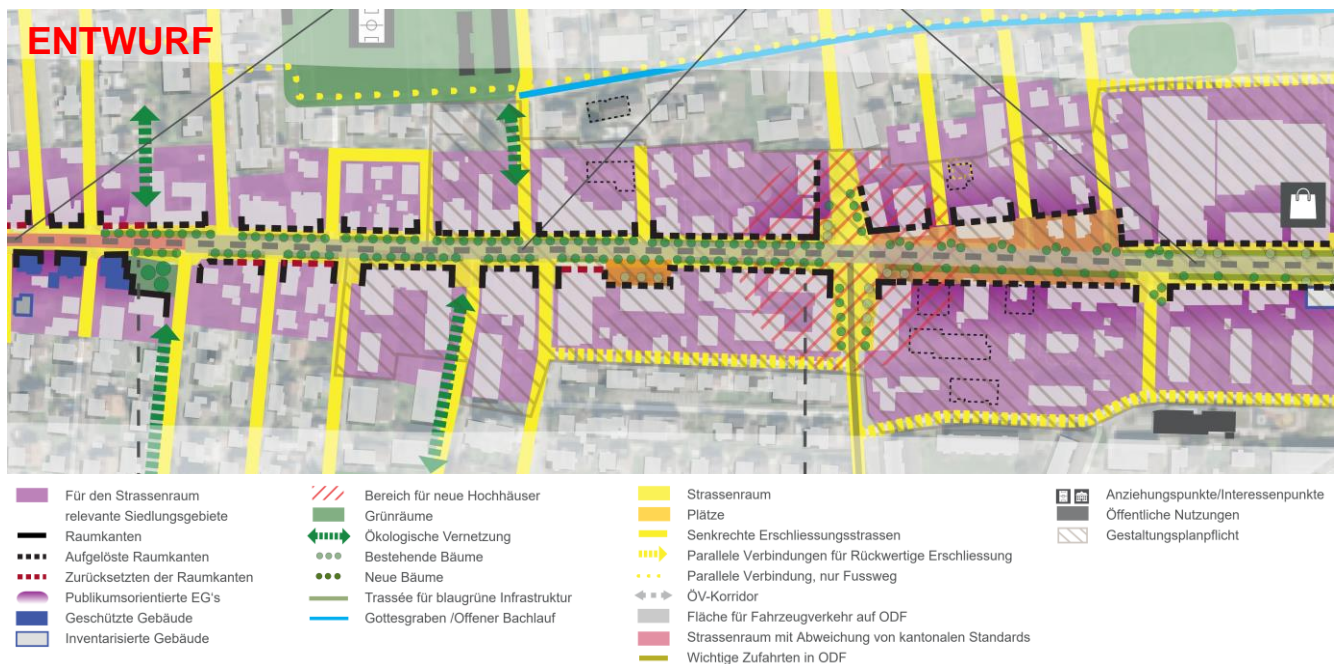 ENTWURF
Für den Strassenraum
relevante Siedlungsgebiete
Raumkanten
Aufgelöste Raumkanten
Zurücksetzten der Raumkanten
Publikumsorientierte EG's
Geschützte Gebäude
Inventarisierte Gebäude
Bereich für neue Hochhäuser
Grünräume
Ökologische Vernetzung
Bestehende Bäume
Neue Bäume
Trassée für blaugrüne Infrastruktur
Gottesgraben /Offener Bachlauf
Strassenraum
Plätze
Senkrechte Erschliessungsstrassen
Parallele Verbindungen für Rückwertige Erschliessung
Parallele Verbindung, nur Fussweg
ÖV-Korridor
Fläche für Fahrzeugverkehr auf ODF
Strassenraum mit Abweichung von kantonalen Standards
Wichtige Zufahrten in ODF
Anziehungspunkte/Interessenpunkte
Öffentliche Nutzungen
Gestaltungsplanpflicht